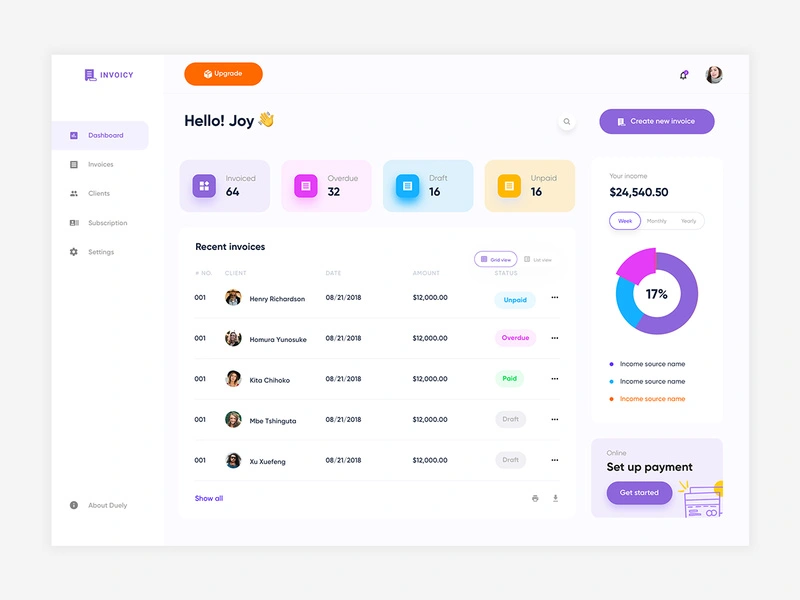 INVOICY
Upgrade
Hello! Joy 👋
Create new invoice
Dashboard
Invoices
Clients
Subscription
Settings
About Duely
Invoiced
64
Overdue
32
Draft
16
Unpaid
16
Recent invoices
Grid view
List view
# NO. CLIENT DATE AMOUNT STATUS
001 Henry Richardson 08/21/2018 $12,000.00 Unpaid
001 Homura Yunosuke 08/21/2018 $12,000.00 Overdue
001 Kita Chihoko 08/21/2018 $12,000.00 Paid
001 Mbe Tshinguta 08/21/2018 $12,000.00 Draft
001 Xu Xuefeng 08/21/2018 $12,000.00 Draft
Show all
Your income
$24,540.50
Week Monthly Yearly
17%
Income source name
Income source name
Income source name
Online
Set up payment
Get started